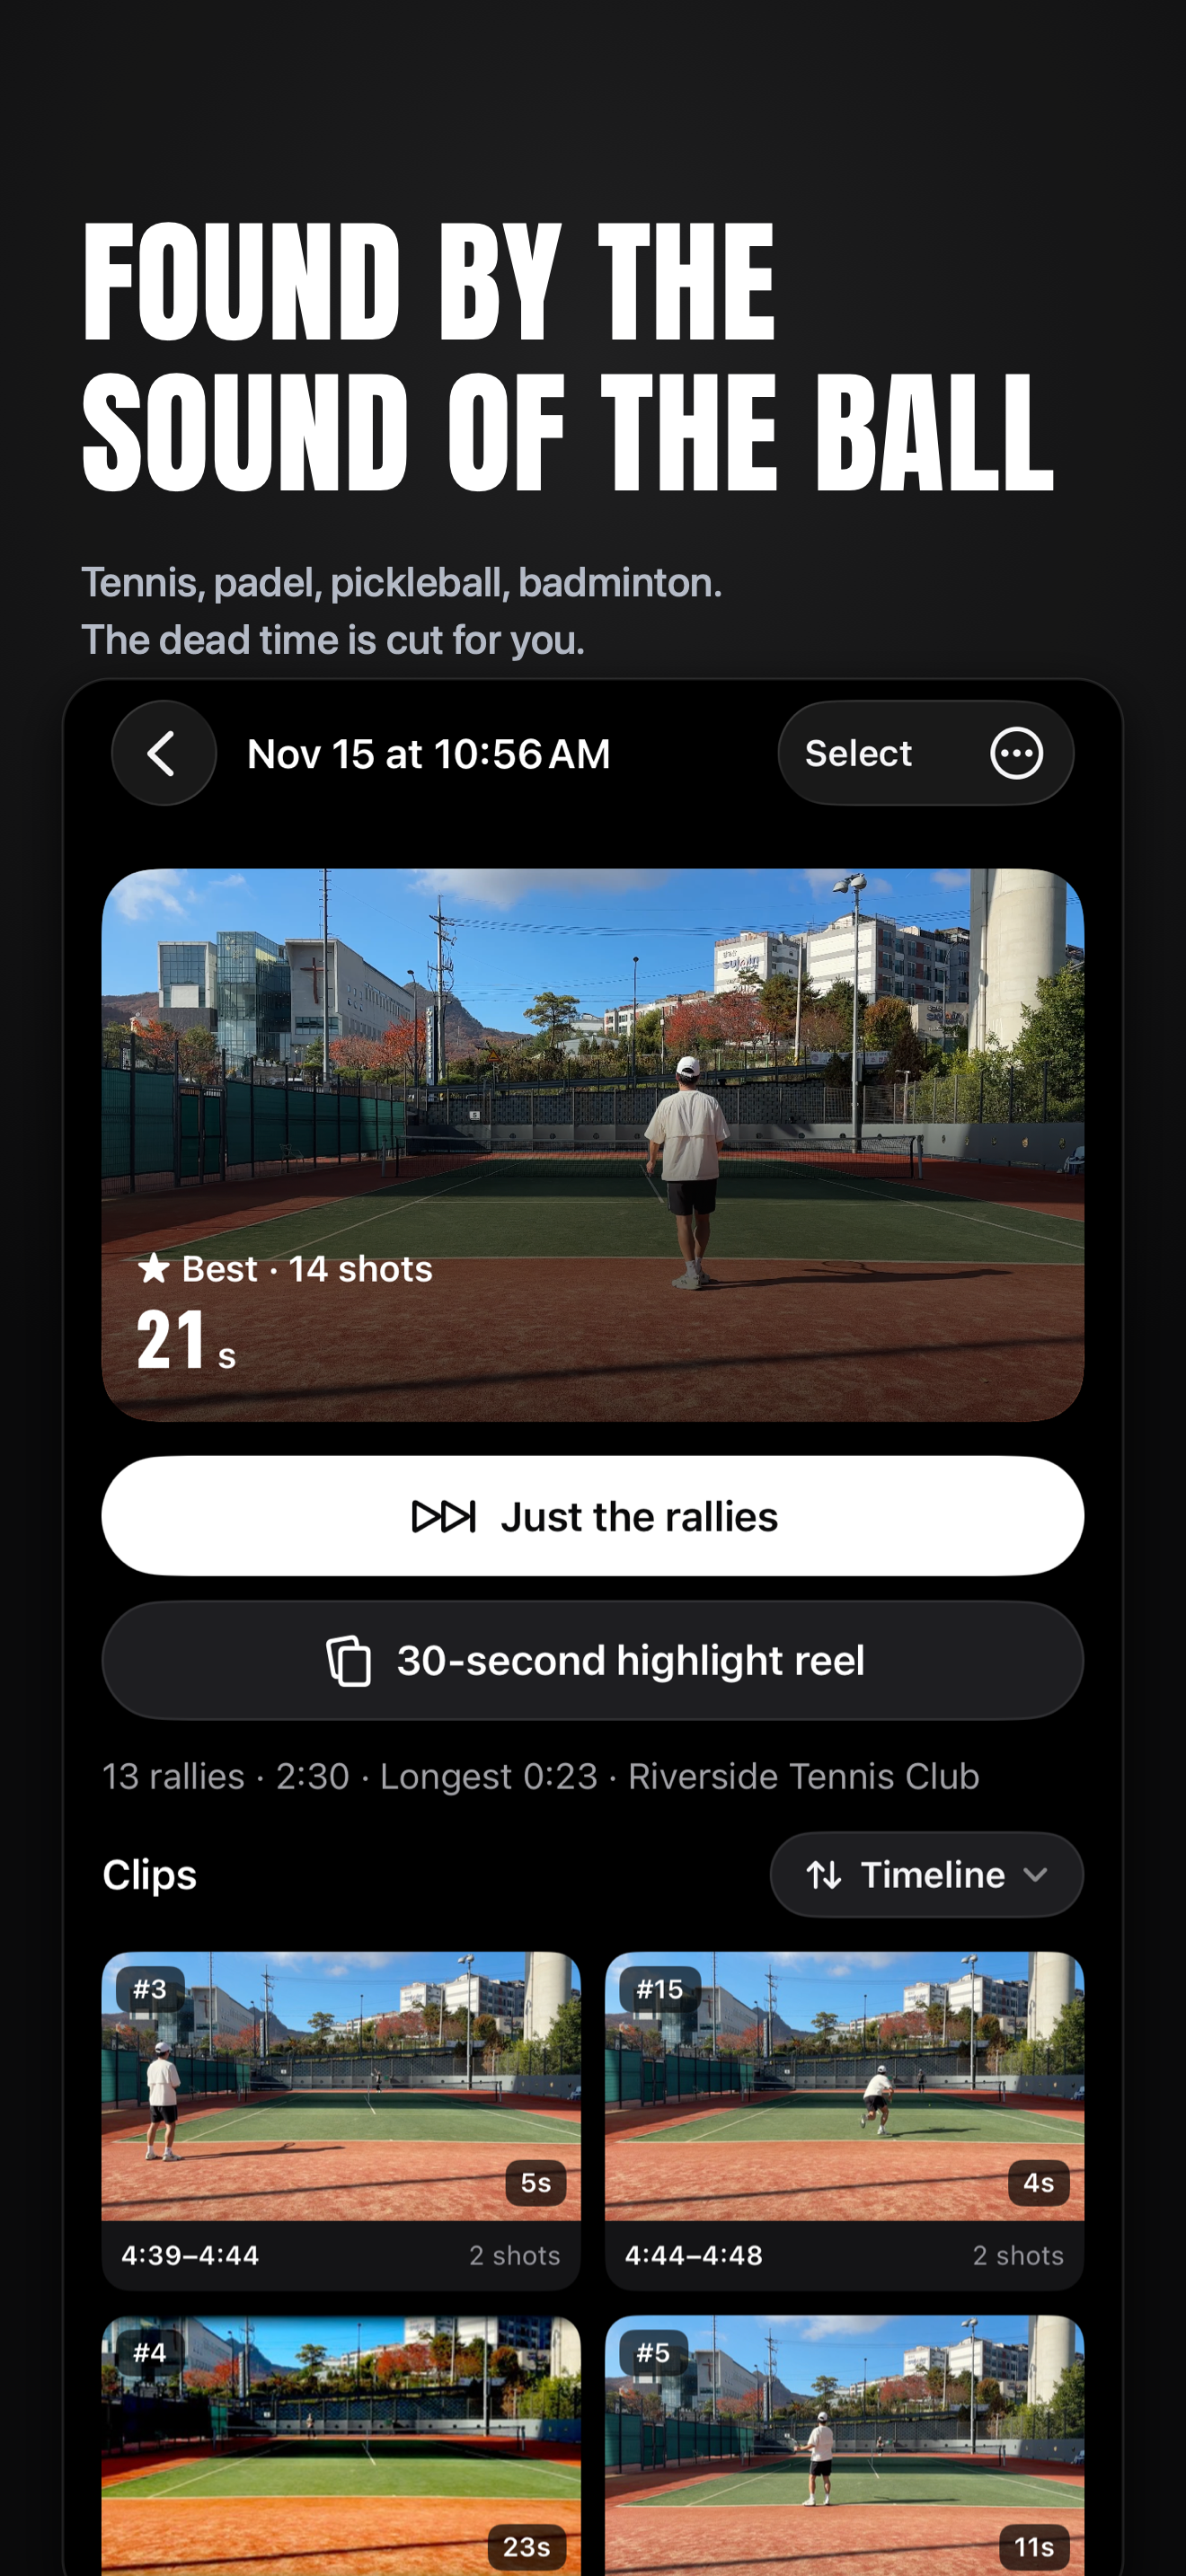 FOUND BY THE
SOUND OF THE BALL
Tennis, padel, pickleball, badminton.
The dead time is cut for you.
Nov 15 at 10:56 AM
Select
sujain
★ Best · 14 shots
21 s
Just the rallies
30-second highlight reel
13 rallies · 2:30 · Longest 0:23 · Riverside Tennis Club
Clips
Timeline
#3
#15
5s
4s
4:39–4:44
2 shots
4:44–4:48
2 shots
#4
#5
23s
11s